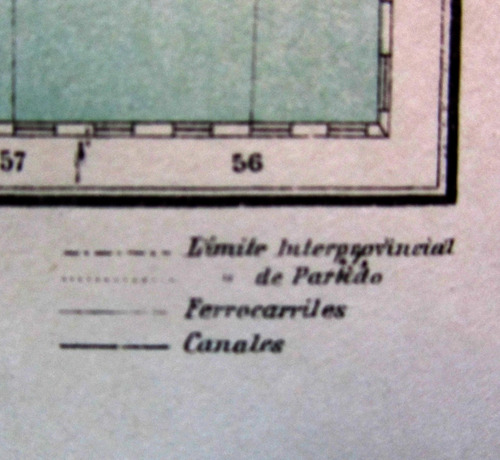 57 56
Límite Interprovincial
" de Partido
Ferrocarriles
Canales